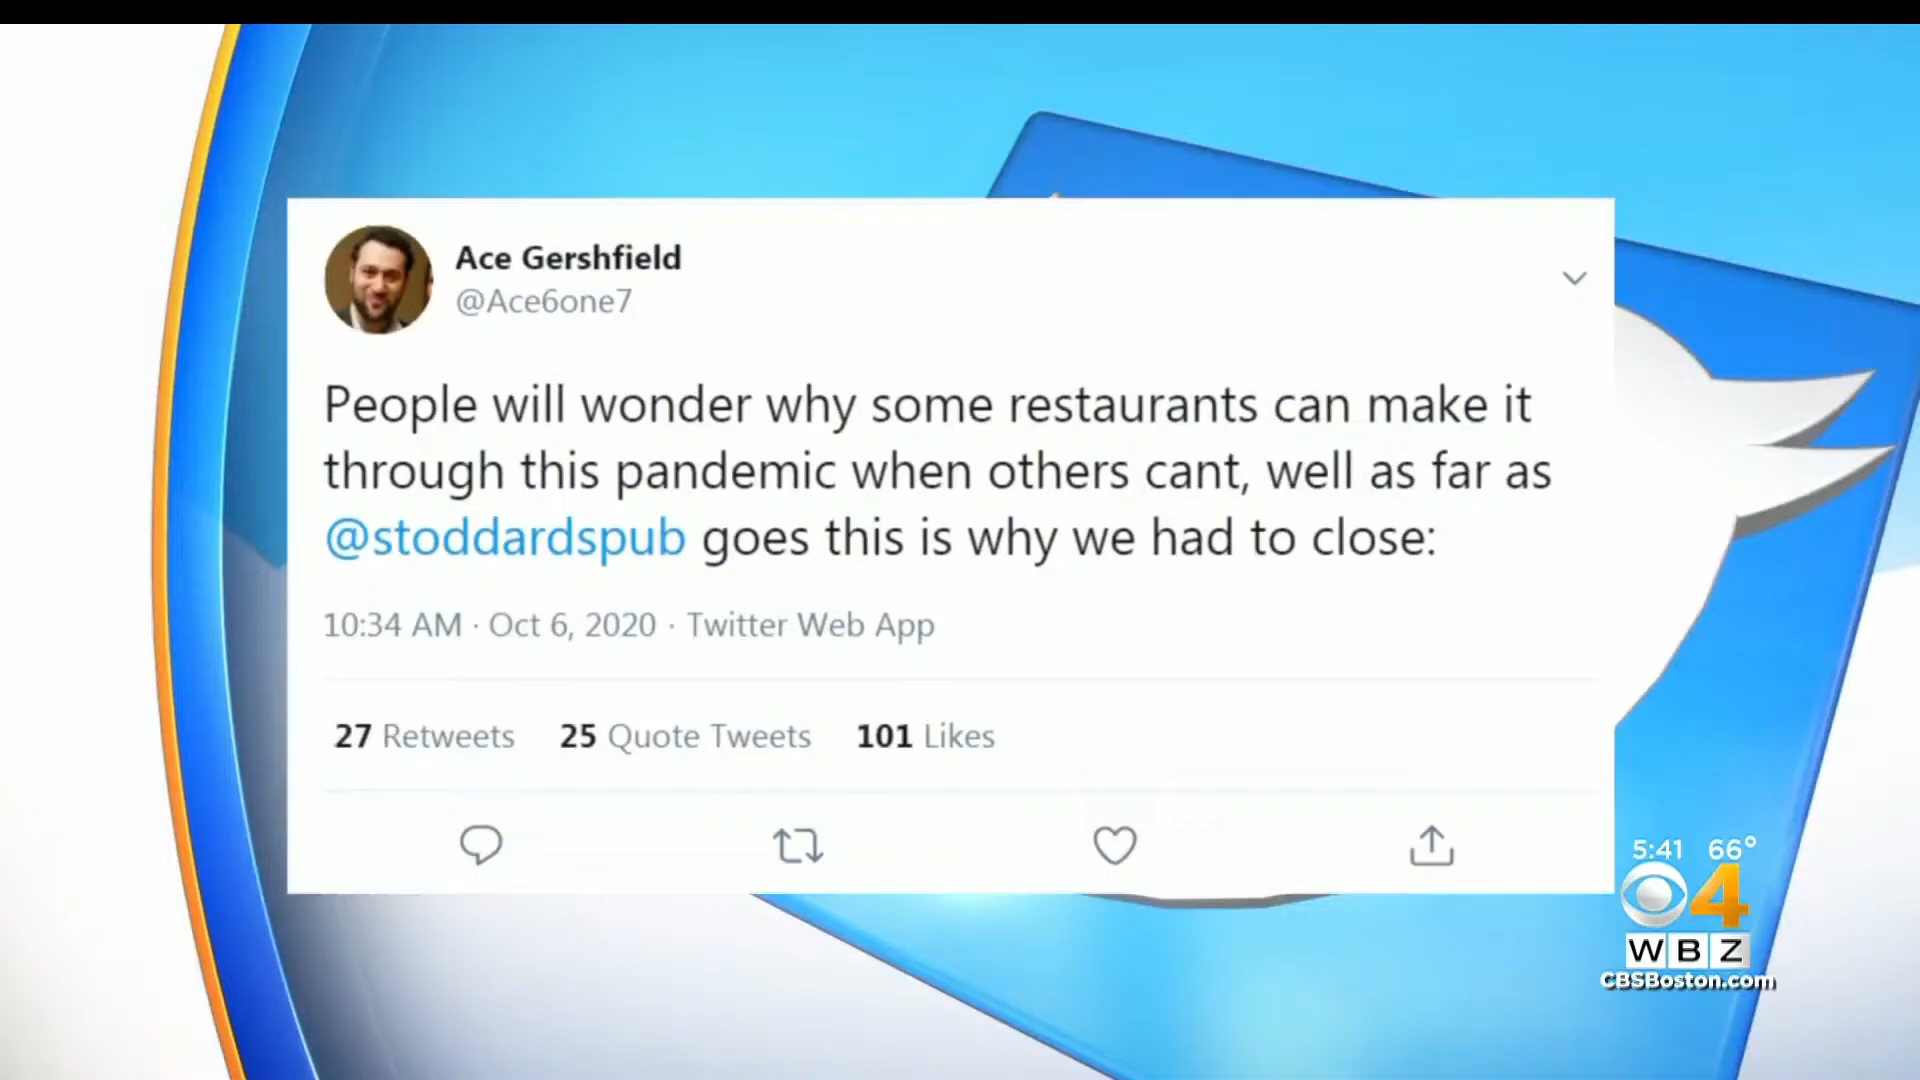 Ace Gershfield
@Ace6one7
People will wonder why some restaurants can make it
through this pandemic when others cant, well as far as
@stoddardspub goes this is why we had to close:
10:34 AM · Oct 6, 2020 · Twitter Web App
27 Retweets 25 Quote Tweets 101 Likes
5:41 66°
4
WBZ
CBSBoston.com